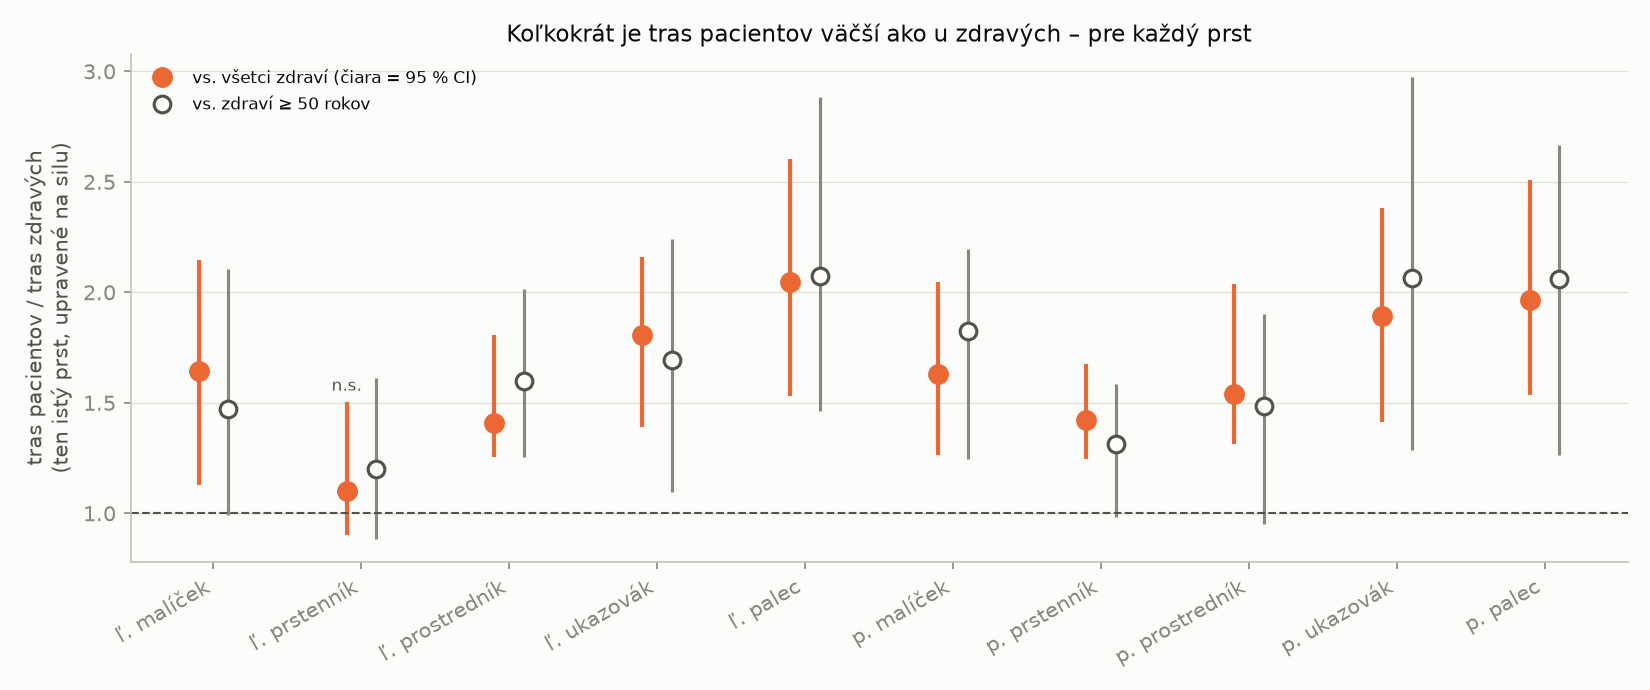 Koľkokrát je tras pacientov väčší ako u zdravých – pre každý prst
vs. všetci zdraví (čiara = 95 % CI)
vs. zdraví ≥ 50 rokov
tras pacientov / tras zdravých
(ten istý prst, upravené na silu)
3.0
2.5
2.0
1.5
1.0
n.s.
ľ. malíček
ľ. prstenník
ľ. prostredník
ľ. ukazovák
ľ. palec
p. malíček
p. prstenník
p. prostredník
p. ukazovák
p. palec